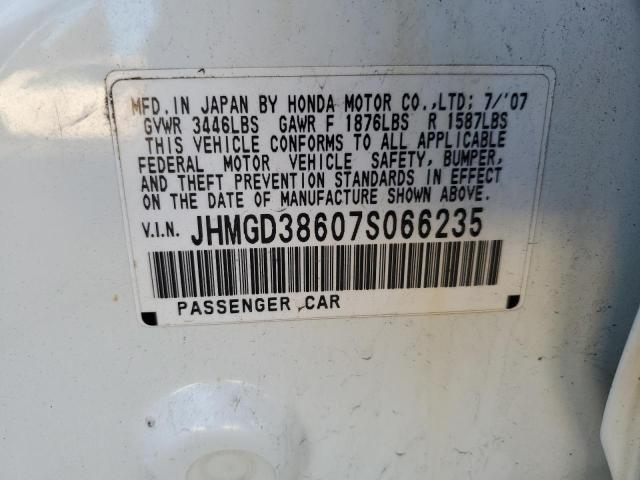 MFD. IN JAPAN BY HONDA MOTOR CO.,LTD; 7/'07
GVWR 3446LBS GAWR F 1876LBS R 1587LBS
THIS VEHICLE CONFORMS TO ALL APPLICABLE
FEDERAL MOTOR VEHICLE SAFETY, BUMPER,
AND THEFT PREVENTION STANDARDS IN EFFECT
ON THE DATE OF MANUFACTURE SHOWN ABOVE.
V.I.N. JHMGD38607S066235
PASSENGER CAR